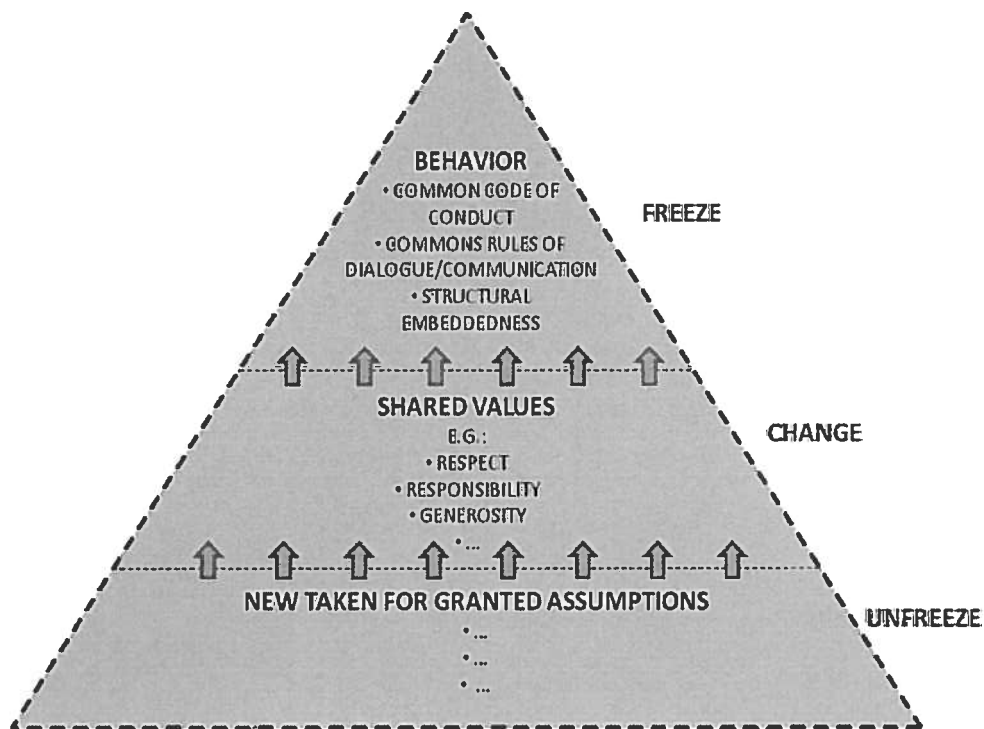 BEHAVIOR
• COMMON CODE OF
CONDUCT
• COMMONS RULES OF
DIALOGUE/COMMUNICATION
• STRUCTURAL
EMBEDDEDNESS
FREEZE
SHARED VALUES
E.G.:
• RESPECT
• RESPONSIBILITY
• GENEROSITY
• ...
CHANGE
NEW TAKEN FOR GRANTED ASSUMPTIONS
• ...
• ...
• ...
UNFREEZE